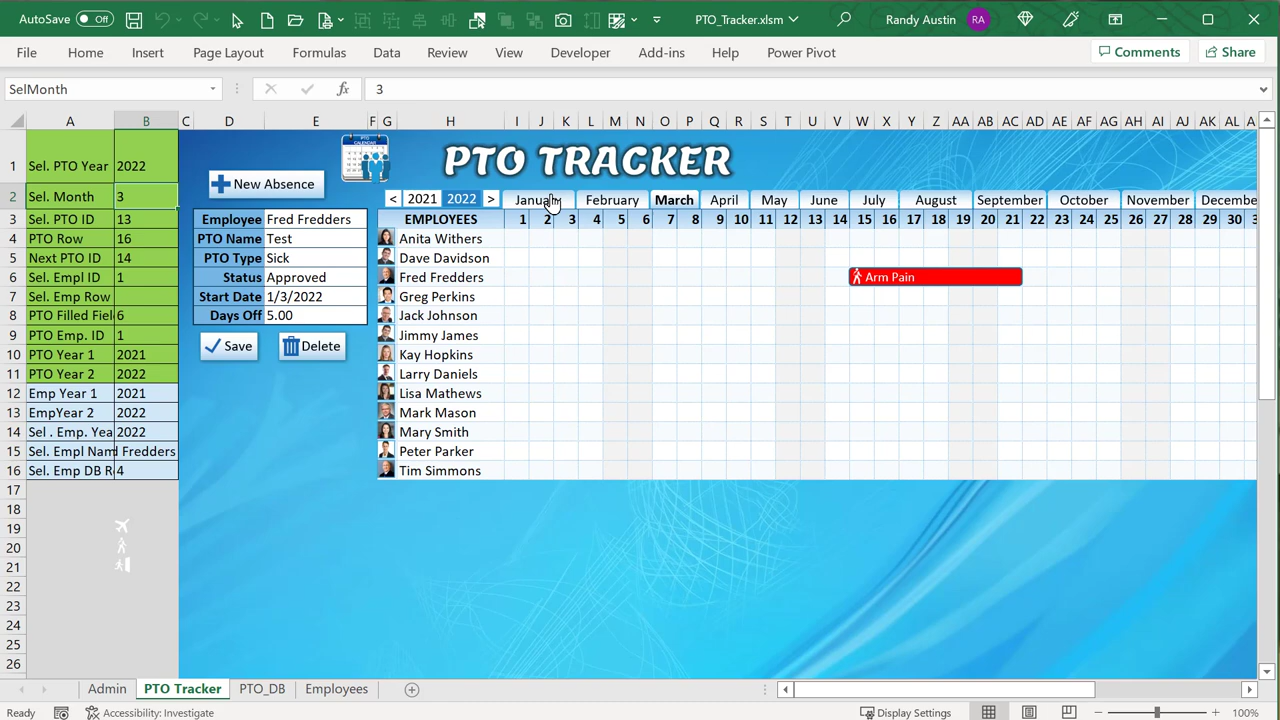 AutoSave Off PTO_Tracker.xlsm Randy Austin RA
File Home Insert Page Layout Formulas Data Review View Developer Add-ins Help Power Pivot Comments Share
SelMonth fx 3
A B C D E F G H I J K L M N O P Q R S T U V W X Y Z AA AB AC AD AE AF AG AH AI AJ AK AL A
1 Sel. PTO Year 2022 New Absence PTO TRACKER
2 Sel. Month 3 < 2021 2022 > January February March April May June July August September October November Decembe
3 Sel. PTO ID 13 Employee Fred Fredders EMPLOYEES 1 2 3 4 5 6 7 8 9 10 11 12 13 14 15 16 17 18 19 20 21 22 23 24 25 26 27 28 29 30 3
4 PTO Row 16 PTO Name Test Anita Withers
5 Next PTO ID 14 PTO Type Sick Dave Davidson
6 Sel. Empl ID 1 Status Approved Fred Fredders Arm Pain
7 Sel. Emp Row Start Date 1/3/2022 Greg Perkins
8 PTO Filled Fiel 6 Days Off 5.00 Jack Johnson
9 PTO Emp. ID 1 Save Delete Jimmy James
10 PTO Year 1 2021 Kay Hopkins
11 PTO Year 2 2022 Larry Daniels
12 Emp Year 1 2021 Lisa Mathews
13 EmpYear 2 2022 Mark Mason
14 Sel . Emp. Yea 2022 Mary Smith
15 Sel. Empl Nam Fredders Peter Parker
16 Sel. Emp DB R 4 Tim Simmons
17
18
19
20
21
22
23
24
25
26
Admin PTO Tracker PTO_DB Employees
Ready Accessibility: Investigate Display Settings 100%